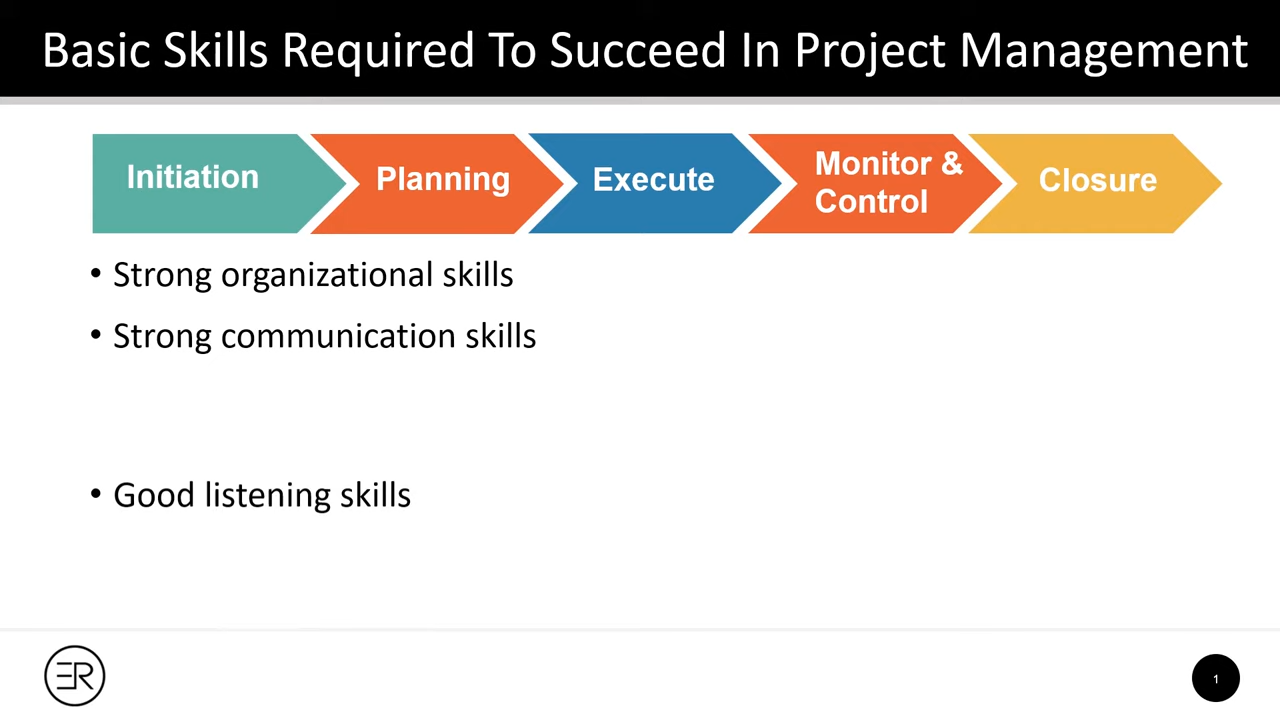 Basic Skills Required To Succeed In Project Management
Initiation
Planning
Execute
Monitor &
Control
Closure
• Strong organizational skills
• Strong communication skills
• Good listening skills
ER
1